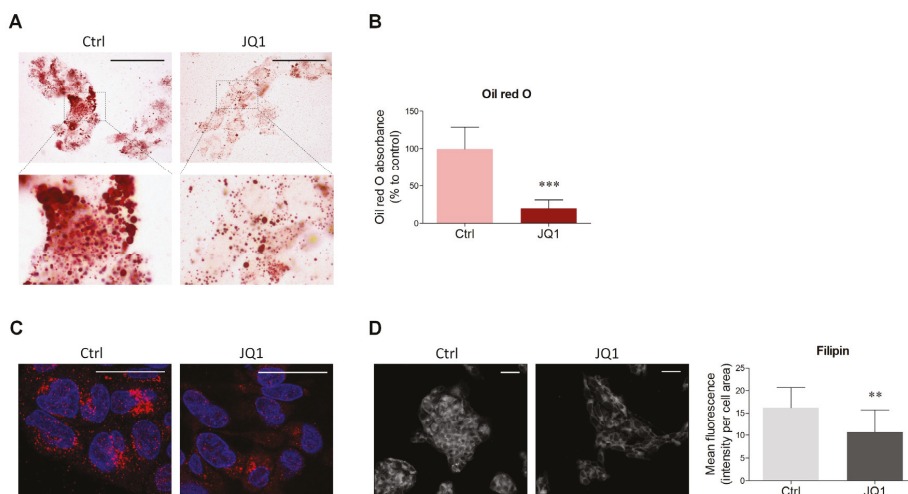 A
Ctrl
JQ1
B
Oil red O
Oil red O absorbance
(% to control)
150
100
50
0
***
Ctrl
JQ1
C
Ctrl
JQ1
D
Ctrl
JQ1
Filipin
Mean fluorescence
(intensity per cell area)
25
20
15
10
5
0
**
Ctrl
JQ1